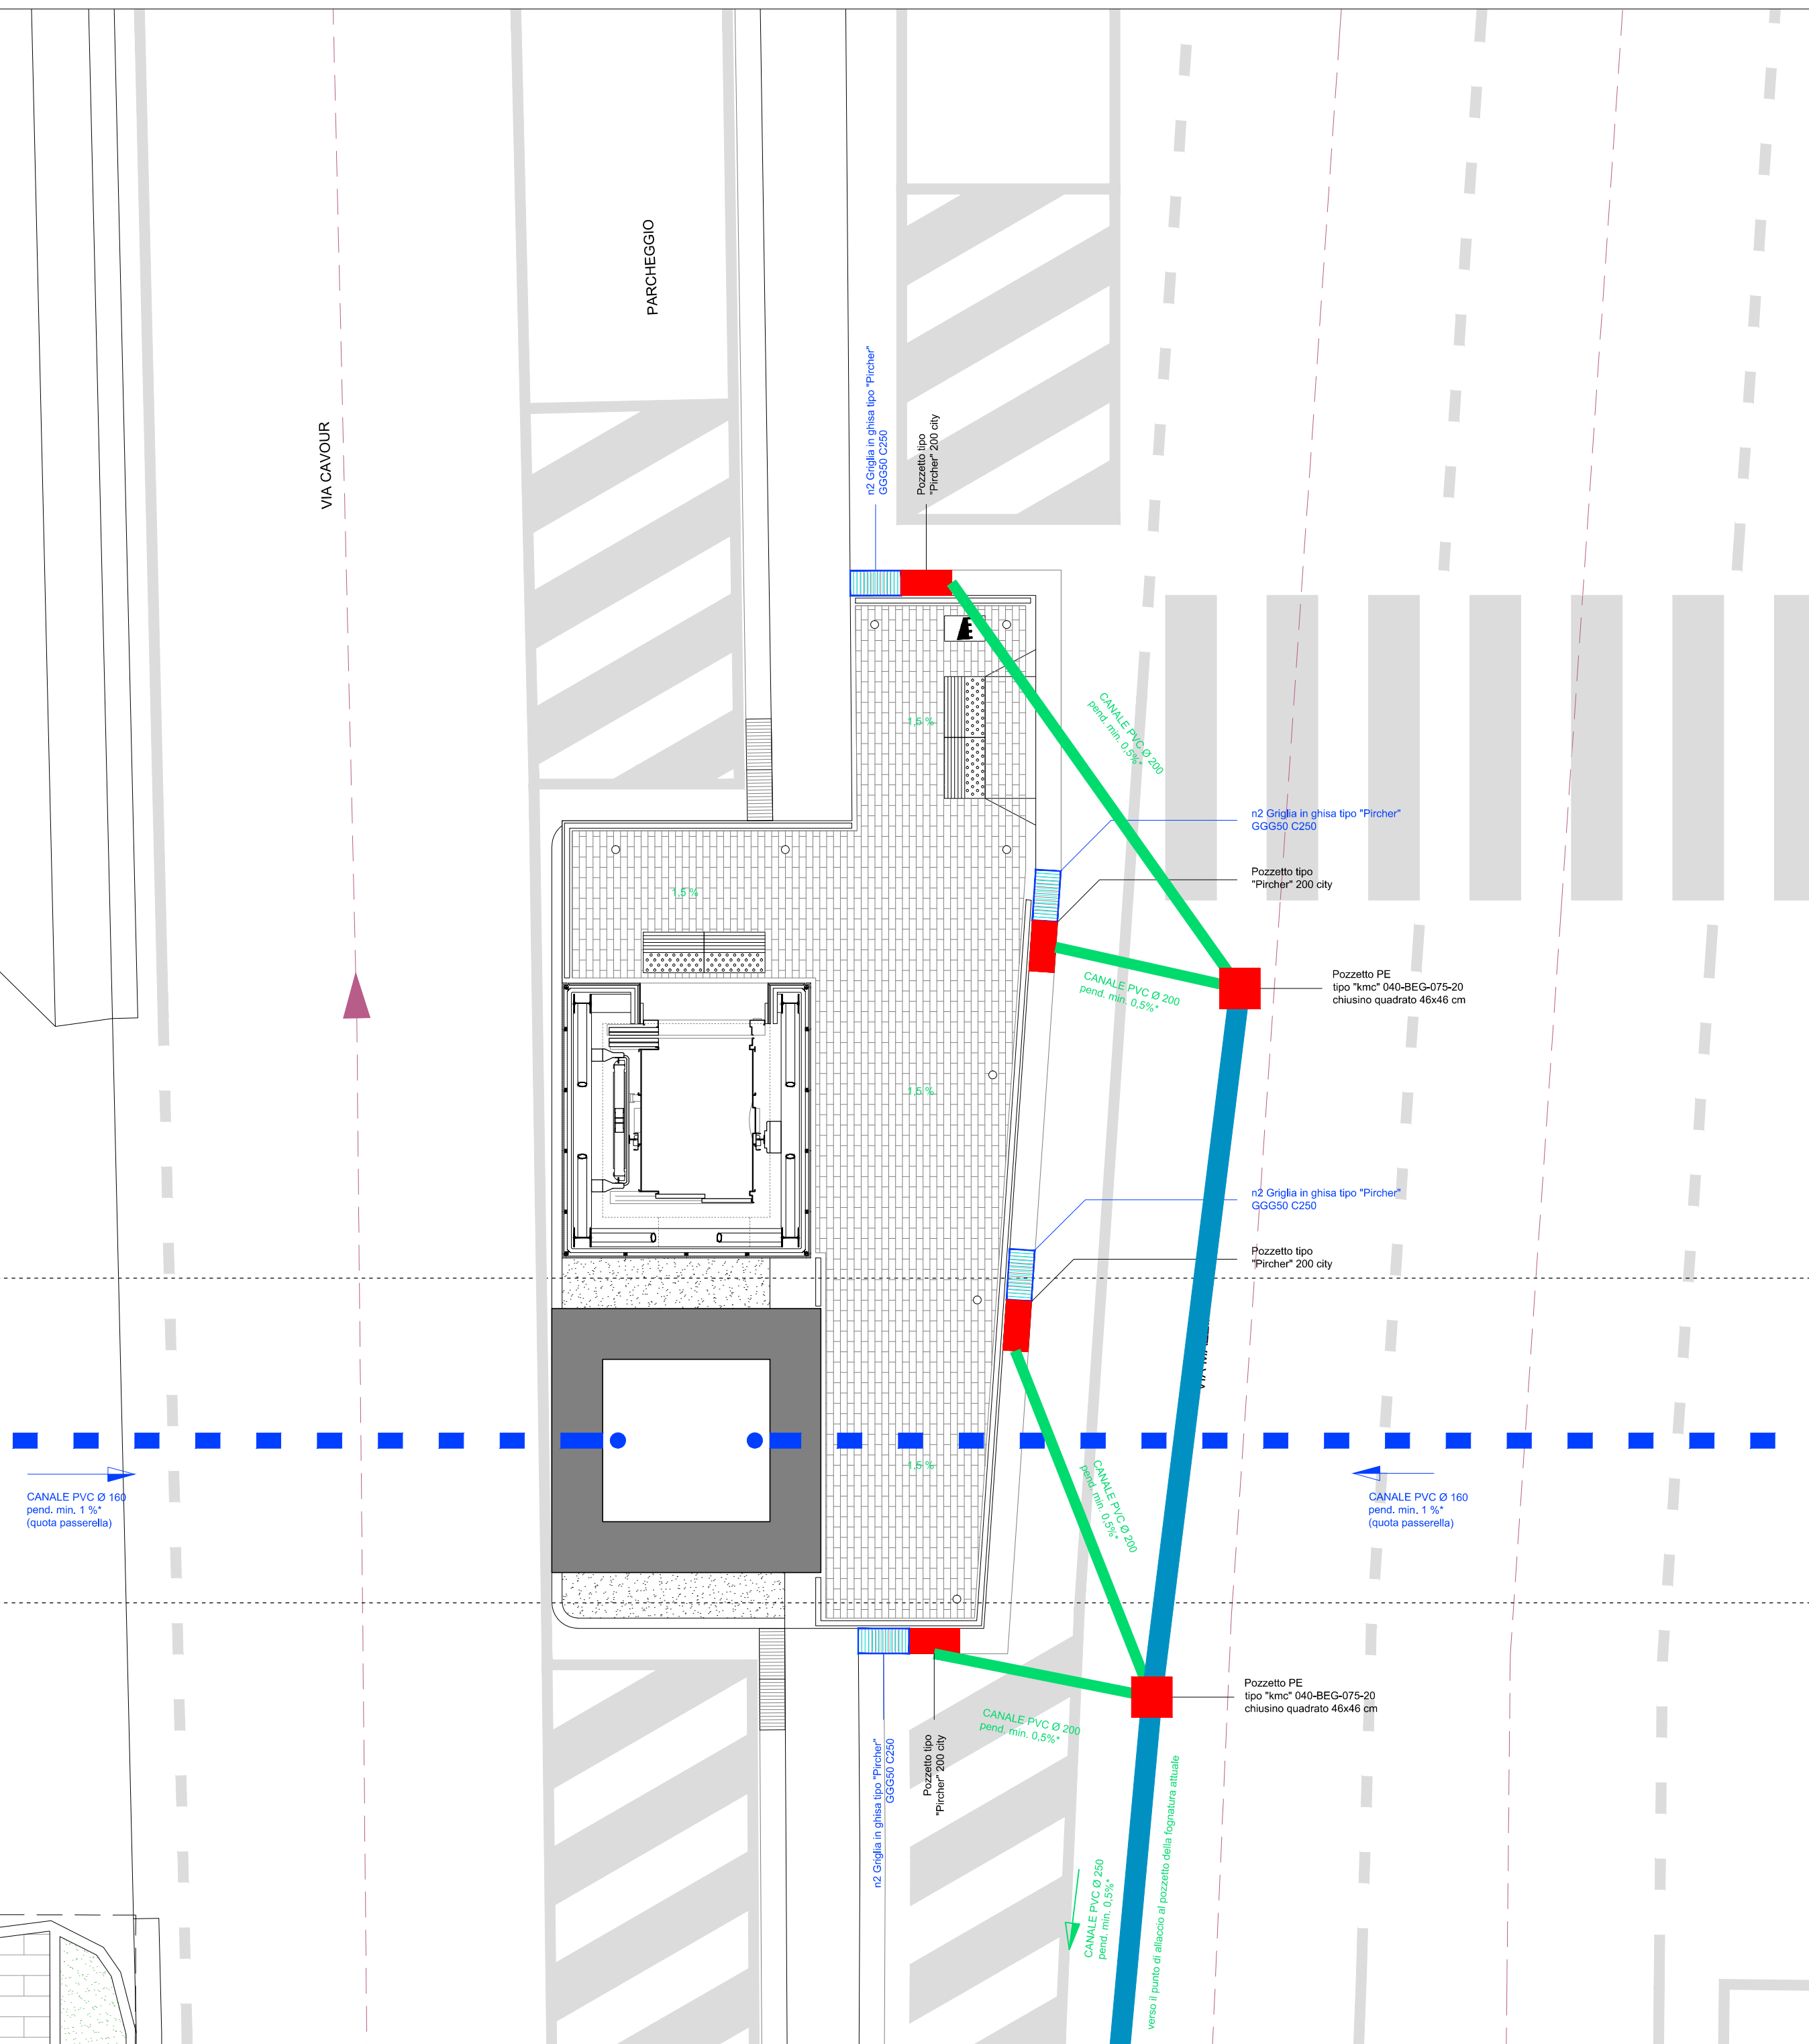 PARCHEGGIO
VIA CAVOUR
n2 Griglia in ghisa tipo "Pircher"
GGG50 C250
Pozzetto tipo
"Pircher" 200 city
1,5 %
CANALE PVC Ø 200
pend. min. 0,5%*
n2 Griglia in ghisa tipo "Pircher"
GGG50 C250
Pozzetto tipo
"Pircher" 200 city
1,5 %
CANALE PVC Ø 200
pend. min. 0,5%*
Pozzetto PE
tipo "kmc" 040-BEG-075-20
chiusino quadrato 46x46 cm
1,5 %
n2 Griglia in ghisa tipo "Pircher"
GGG50 C250
Pozzetto tipo
"Pircher" 200 city
VIA
1,5 %
CANALE PVC Ø 200
pend. min. 0,5%*
CANALE PVC Ø 160
pend. min. 1 %*
(quota passerella)
CANALE PVC Ø 160
pend. min. 1 %*
(quota passerella)
Pozzetto PE
tipo "kmc" 040-BEG-075-20
chiusino quadrato 46x46 cm
CANALE PVC Ø 200
pend. min. 0,5%*
n2 Griglia in ghisa tipo "Pircher"
GGG50 C250
Pozzetto tipo
"Pircher" 200 city
CANALE PVC Ø 250
pend. min. 0,5%*
verso il punto di allaccio al pozzetto della fognatura attuale